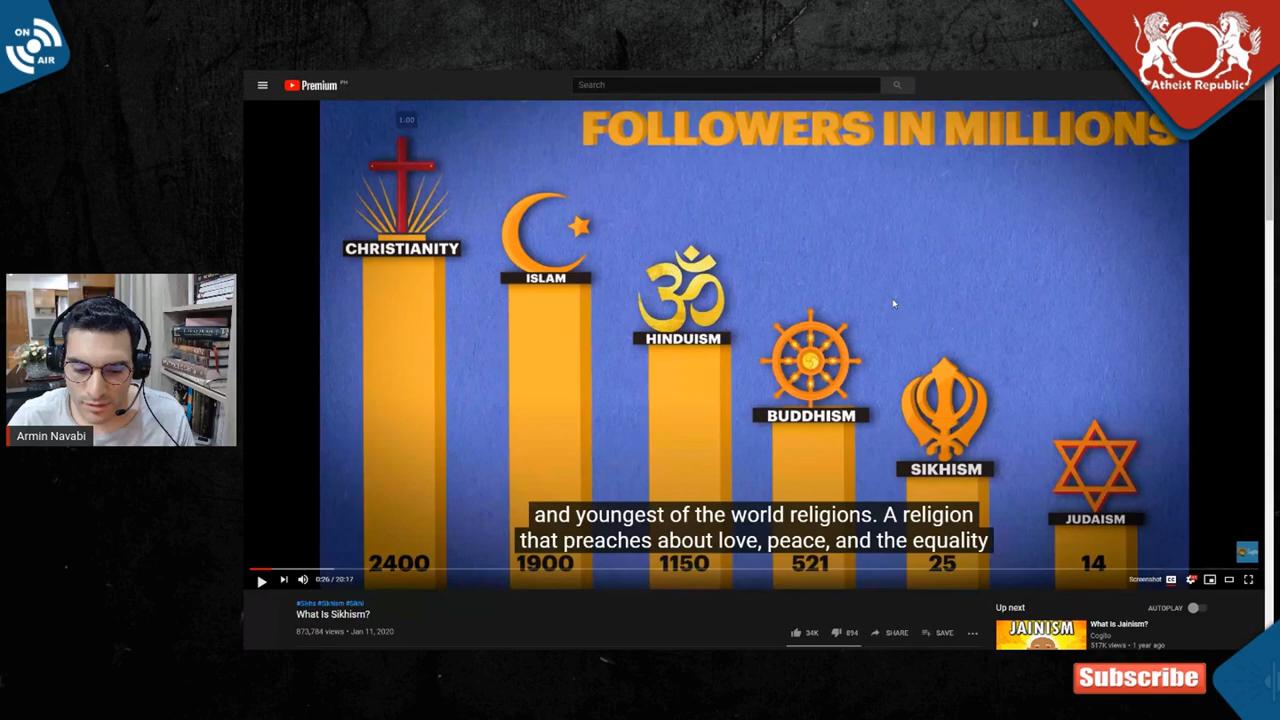 ON
AIR
Premium PH
Search
Atheist Republic
1.00
FOLLOWERS IN MILLIONS
CHRISTIANITY
ISLAM
HINDUISM
BUDDHISM
SIKHISM
JUDAISM
Armin Navabi
and youngest of the world religions. A religion
that preaches about love, peace, and the equality
2400
1900
1150
521
25
14
0:26 / 20:17
Screenshot
CC
#Sikhs #Sikhism #Sikhi
What Is Sikhism?
873,784 views • Jan 11, 2020
34K
894
SHARE
SAVE
Up next
AUTOPLAY
JAINISM
What Is Jainism?
Cogito
517K views • 1 year ago
Subscribe